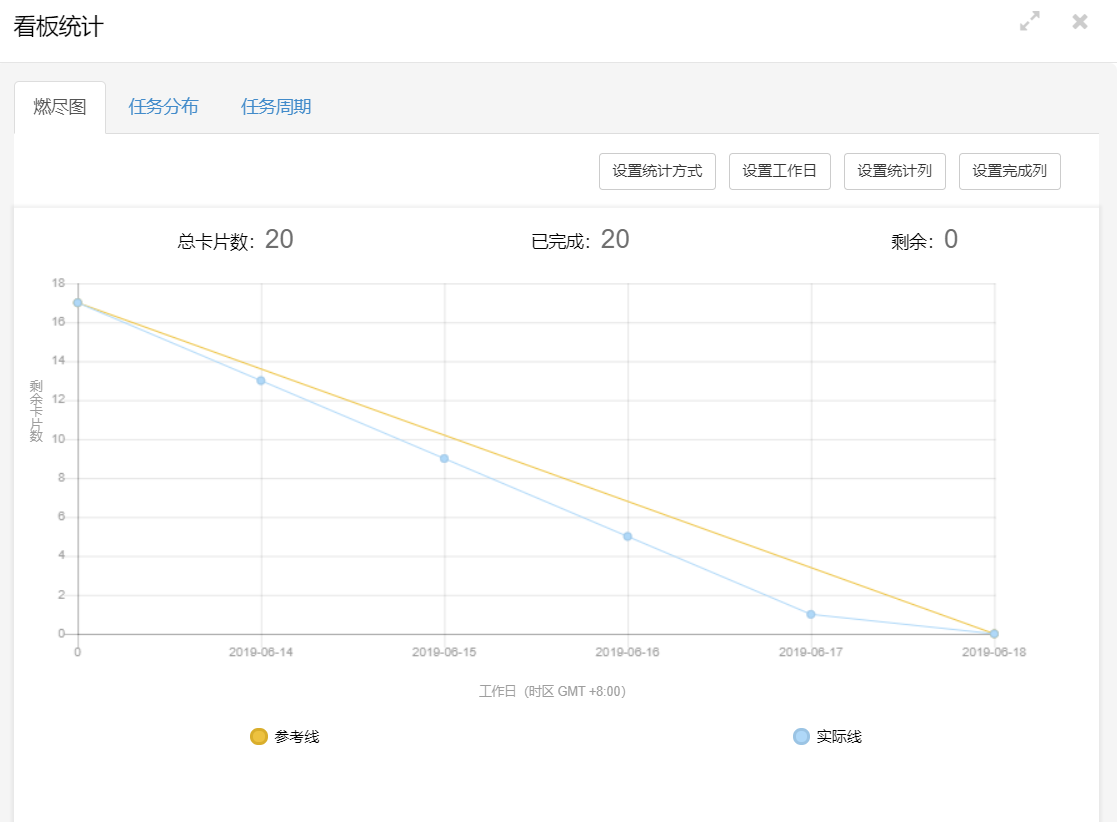 看板统计
燃尽图 任务分布 任务周期
设置统计方式 设置工作日 设置统计列 设置完成列
总卡片数：20 已完成：20 剩余：0
18
16
14
12
10
8
6
4
2
0
剩余卡片数
0 2019-06-14 2019-06-15 2019-06-16 2019-06-17 2019-06-18
工作日（时区 GMT +8:00）
参考线 实际线